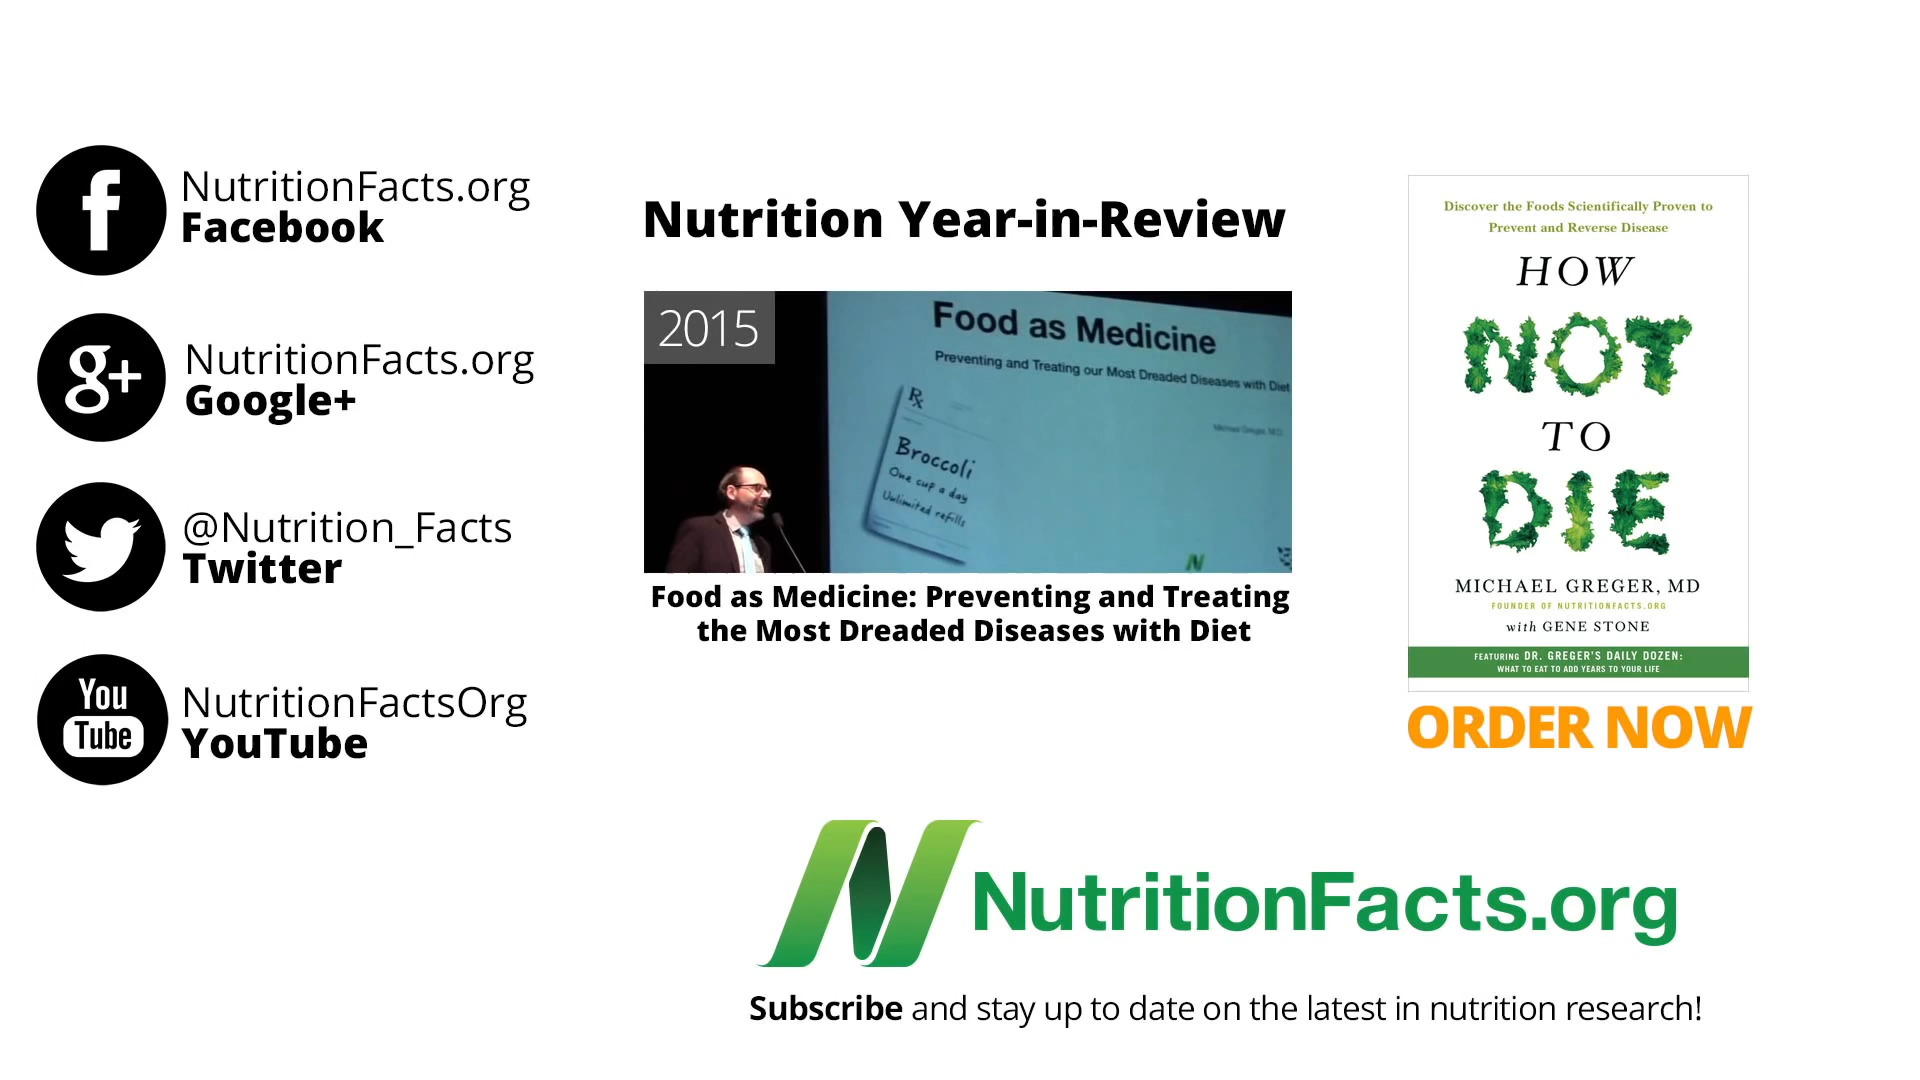 f
NutritionFacts.org
Facebook
g+
NutritionFacts.org
Google+
@Nutrition_Facts
Twitter
You
Tube
NutritionFactsOrg
YouTube
Nutrition Year-in-Review
2015
Food as Medicine
Preventing and Treating our Most Dreaded Diseases with Diet
Michael Greger, M.D.
Rx
Broccoli
One cup a day
Unlimited refills
Food as Medicine: Preventing and Treating
the Most Dreaded Diseases with Diet
Discover the Foods Scientifically Proven to
Prevent and Reverse Disease
HOW
NOT
TO
DIE
MICHAEL GREGER, MD
FOUNDER OF NUTRITIONFACTS.ORG
with GENE STONE
FEATURING DR. GREGER'S DAILY DOZEN:
WHAT TO EAT TO ADD YEARS TO YOUR LIFE
ORDER NOW
NutritionFacts.org
Subscribe and stay up to date on the latest in nutrition research!